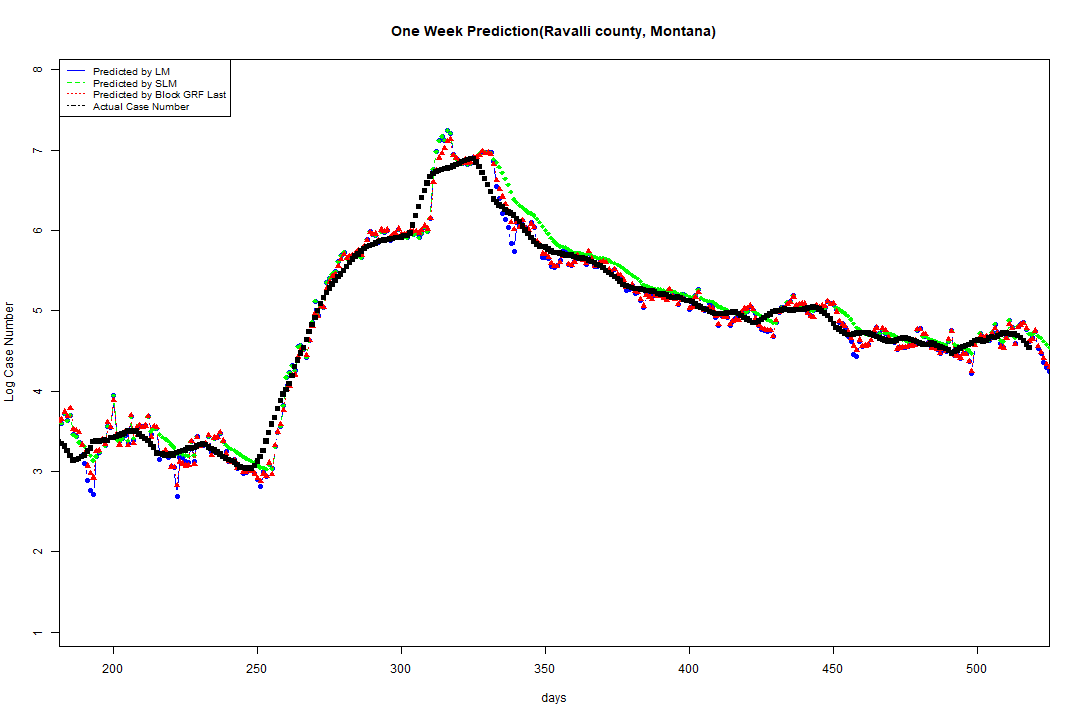 One Week Prediction(Ravalli county, Montana)
Predicted by LM
Predicted by SLM
Predicted by Block GRF Last
Actual Case Number
8
7
6
5
4
3
2
1
Log Case Number
200 250 300 350 400 450 500
days